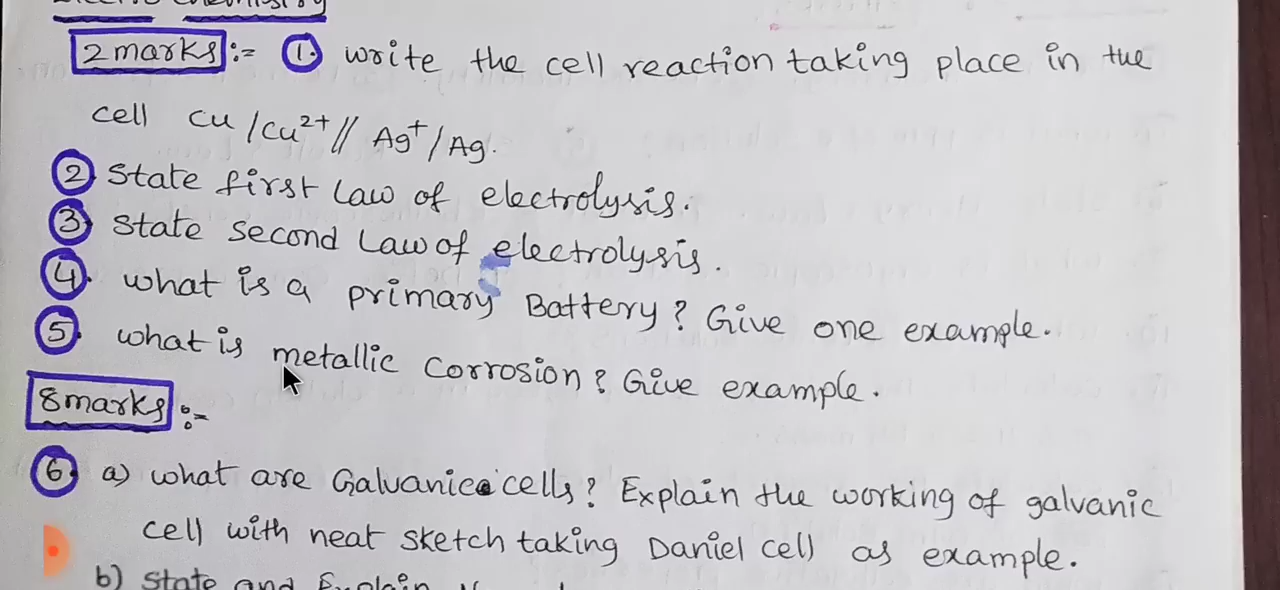 2marks:- ① write the cell reaction taking place in the
cell Cu/Cu²⁺// Ag⁺/Ag.
② State first Law of electrolysis.
③ State second Law of electrolysis.
④. what is a primary Battery? Give one example.
⑤. what is metallic Corrosion? Give example.
8marks:-
⑥. a) what are Galvanic cells? Explain the working of galvanic
cell with neat sketch taking Daniel cell as example.
b) State and Explain